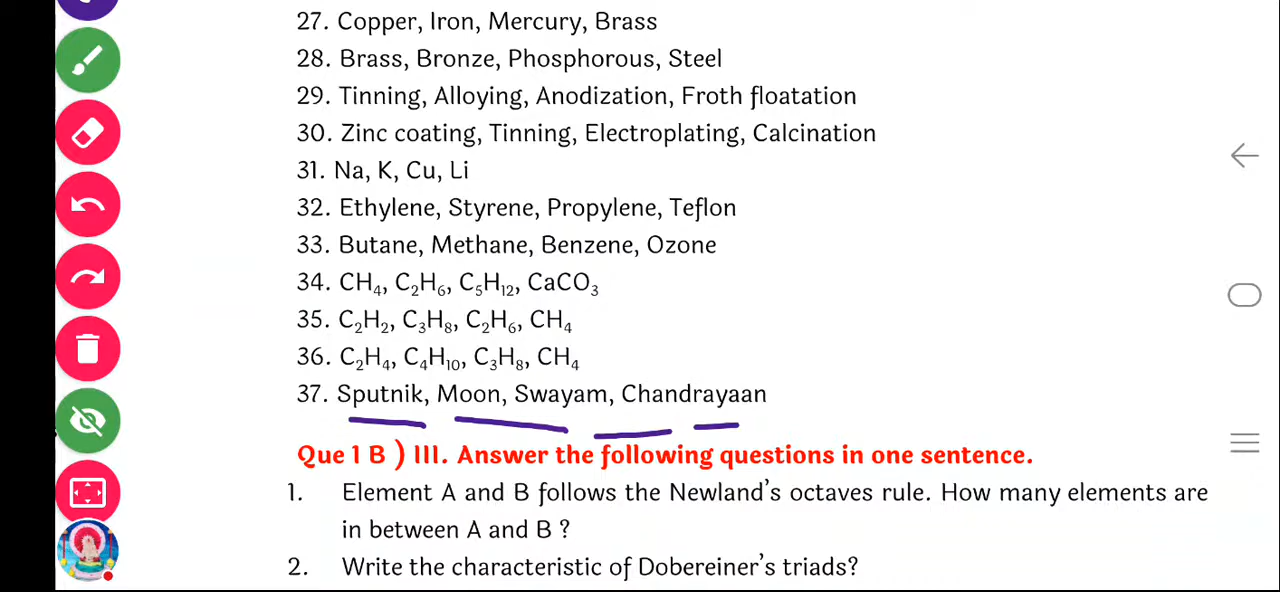 27. Copper, Iron, Mercury, Brass
28. Brass, Bronze, Phosphorous, Steel
29. Tinning, Alloying, Anodization, Froth floatation
30. Zinc coating, Tinning, Electroplating, Calcination
31. Na, K, Cu, Li
32. Ethylene, Styrene, Propylene, Teflon
33. Butane, Methane, Benzene, Ozone
34. CH₄, C₂H₆, C₅H₁₂, CaCO₃
35. C₂H₂, C₃H₈, C₂H₆, CH₄
36. C₂H₄, C₄H₁₀, C₃H₈, CH₄
37. Sputnik, Moon, Swayam, Chandrayaan
Que 1 B ) III. Answer the following questions in one sentence.
1. Element A and B follows the Newland's octaves rule. How many elements are
in between A and B ?
2. Write the characteristic of Dobereiner's triads?